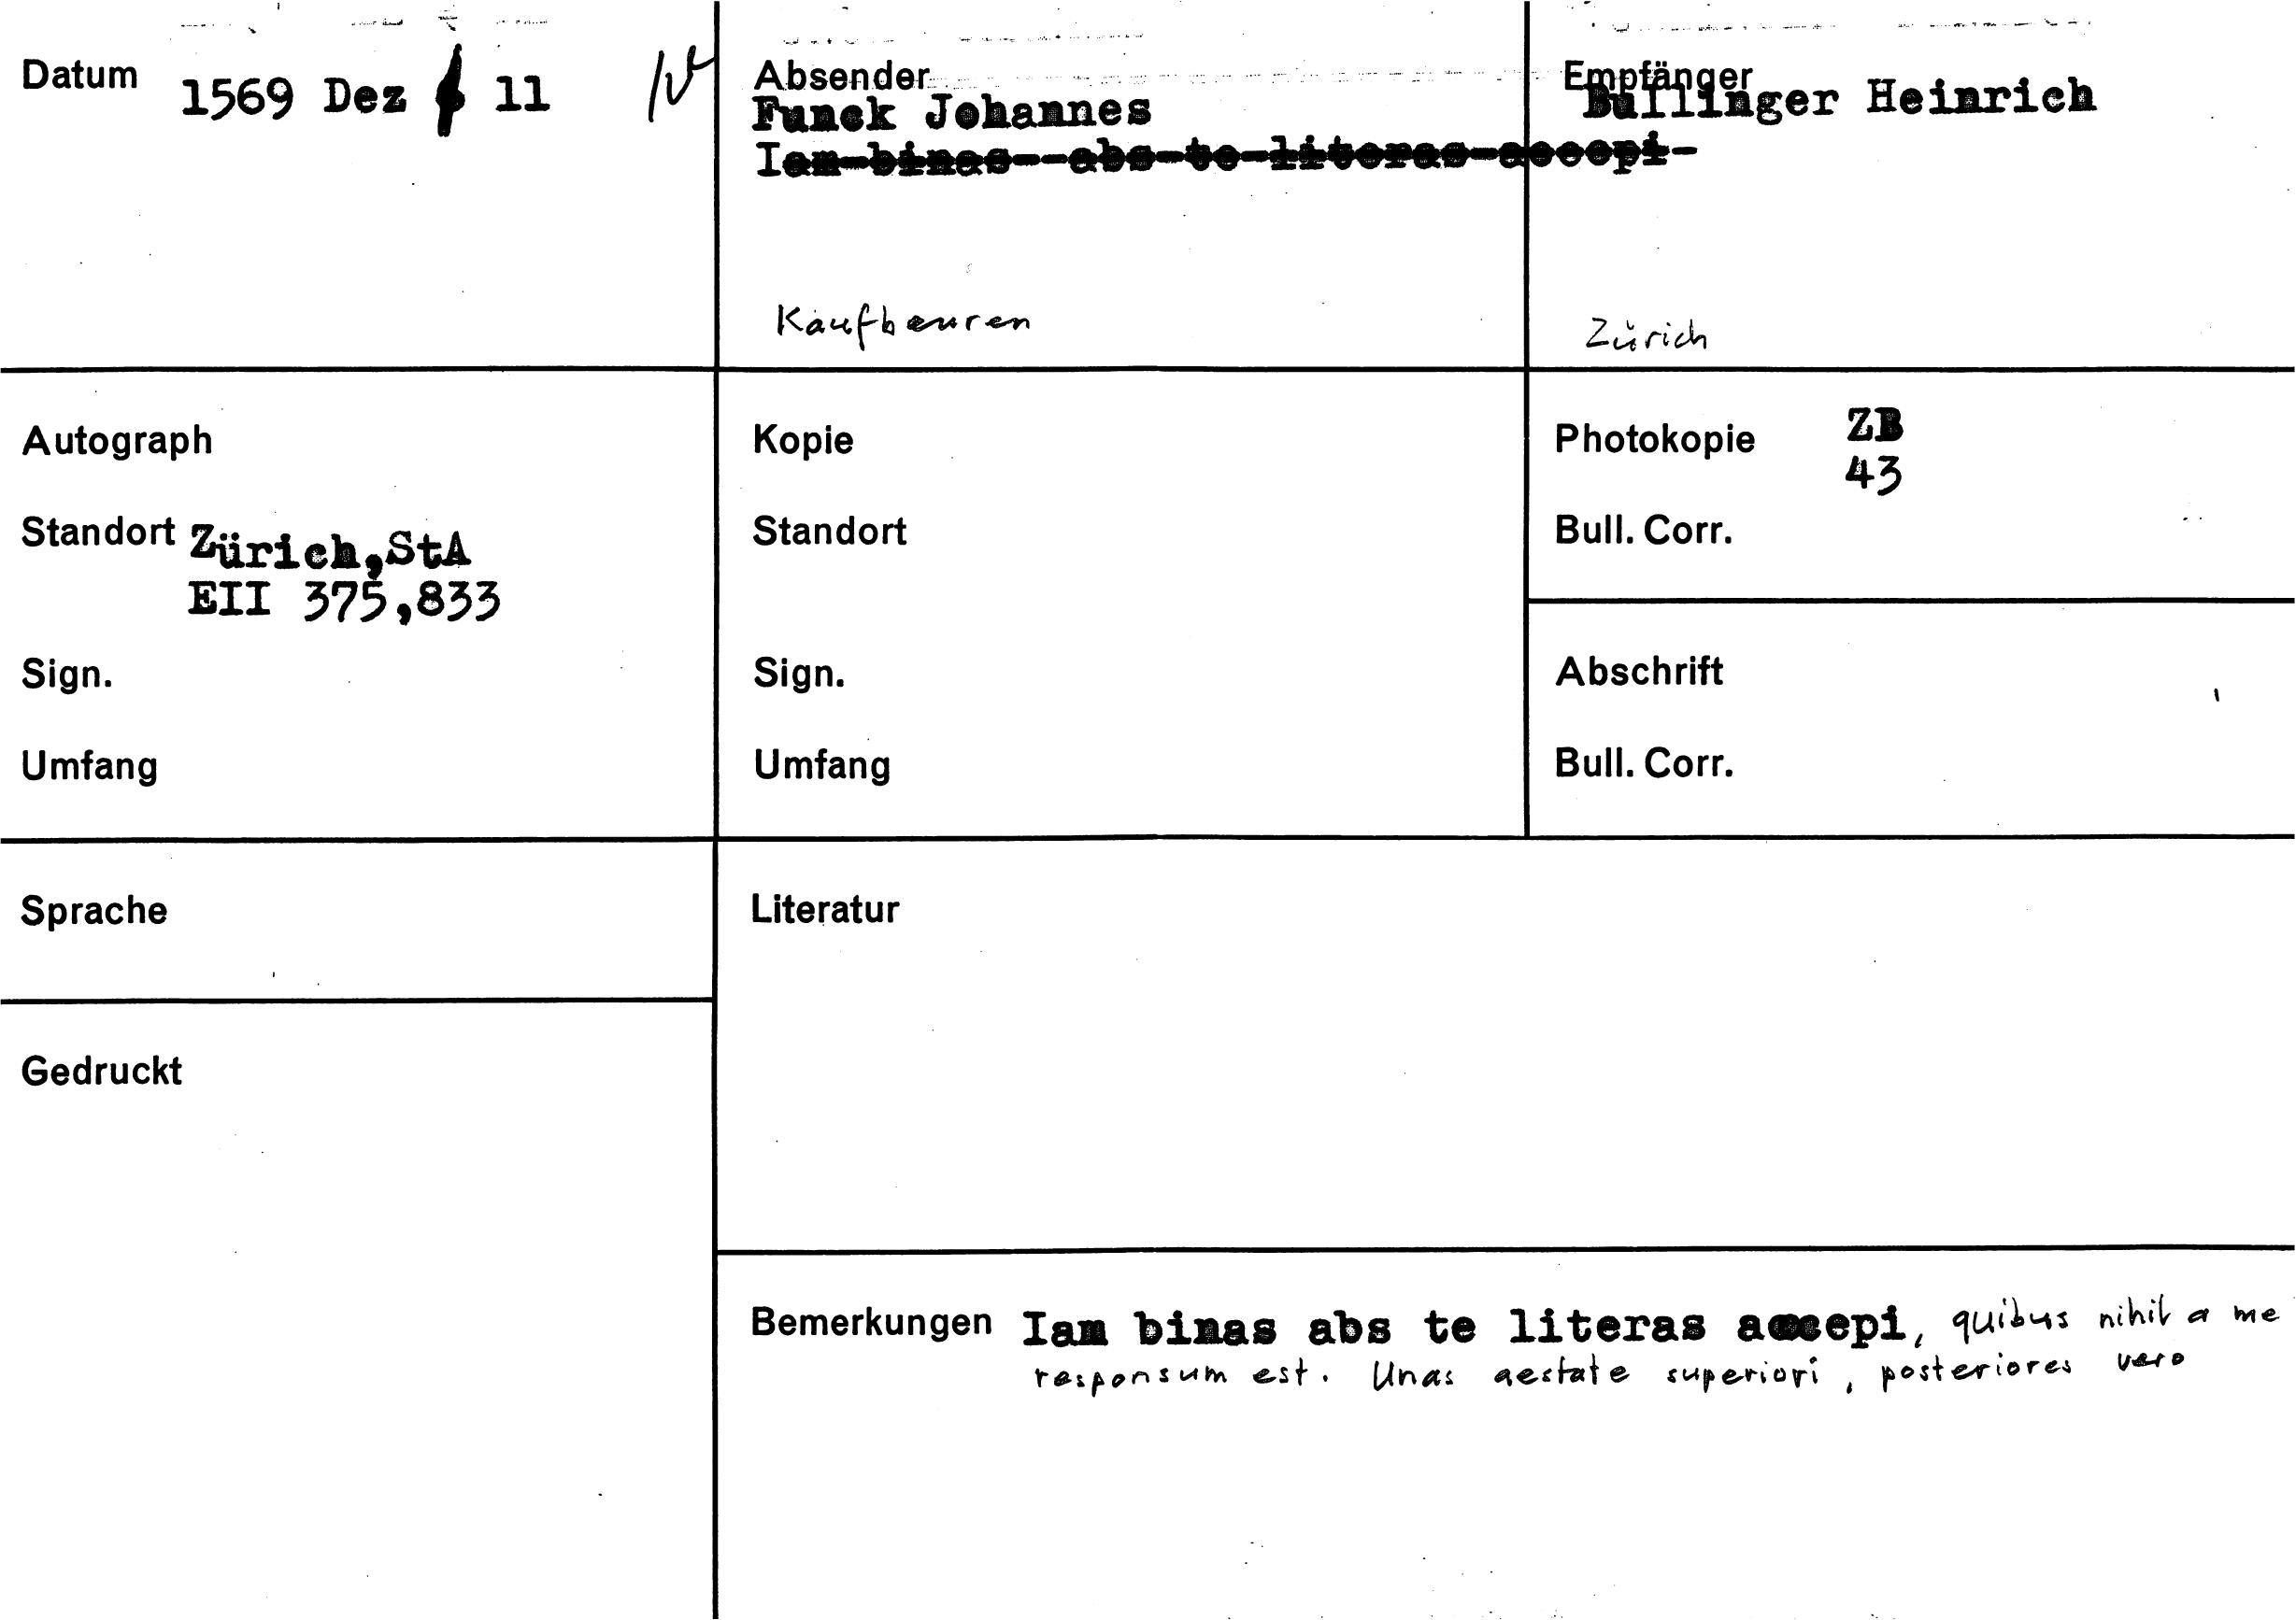 Datum 1569 Dez 11
Absender
Funck Johannes
Iam binas abs te literas accepi
Kaufbeuren
Empfänger
Bullinger Heinrich
Zürich
Autograph
Standort Zürich,StA
EII 375,833
Sign.
Umfang
Kopie
Standort
Sign.
Umfang
Photokopie ZB
43
Bull. Corr.
Abschrift
Bull. Corr.
Sprache
Gedruckt
Literatur
Bemerkungen Iam binas abs te literas accepi, quibus nihil a me
responsum est. Unas aestate superiori, posteriores vero